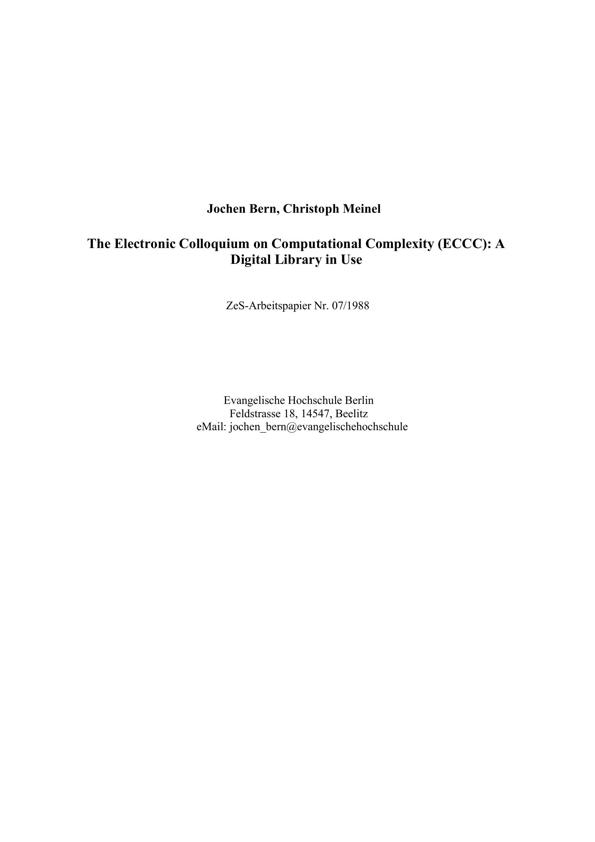 Jochen Bern, Christoph Meinel
The Electronic Colloquium on Computational Complexity (ECCC): A
Digital Library in Use
ZeS-Arbeitspapier Nr. 07/1988
Evangelische Hochschule Berlin
Feldstrasse 18, 14547, Beelitz
eMail: jochen_bern@evangelischehochschule